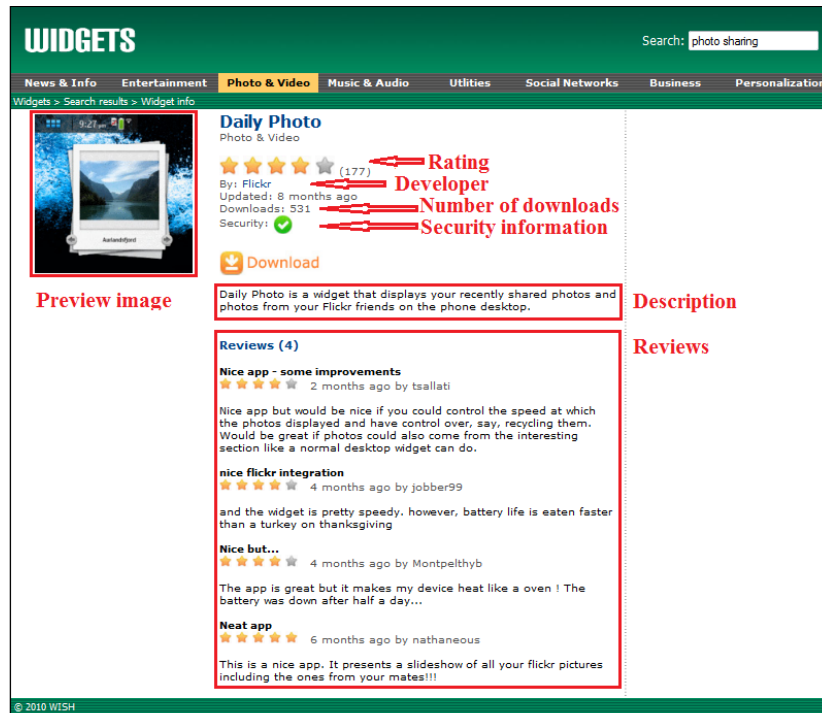 WIDGETS
Search: photo sharing
News & Info Entertainment Photo & Video Music & Audio Utlities Social Networks Business Personalization
Widgets > Search results > Widget info
9:27
Aurlandsfjord
Preview image
Daily Photo
Photo & Video
(177)
Rating
By: Flickr
Developer
Updated: 8 months ago
Downloads: 531
Number of downloads
Security:
Security information
Download
Daily Photo is a widget that displays your recently shared photos and
photos from your Flickr friends on the phone desktop.
Description
Reviews (4)
Reviews
Nice app - some improvements
2 months ago by tsallati
Nice app but would be nice if you could control the speed at which
the photos displayed and have control over, say, recycling them.
Would be great if photos could also come from the interesting
section like a normal desktop widget can do.
nice flickr integration
4 months ago by jobber99
and the widget is pretty speedy. however, battery life is eaten faster
than a turkey on thanksgiving
Nice but...
4 months ago by Montpelthyb
The app is great but it makes my device heat like a oven ! The
battery was down after half a day...
Neat app
6 months ago by nathaneous
This is a nice app. It presents a slideshow of all your flickr pictures
including the ones from your mates!!!
© 2010 WISH